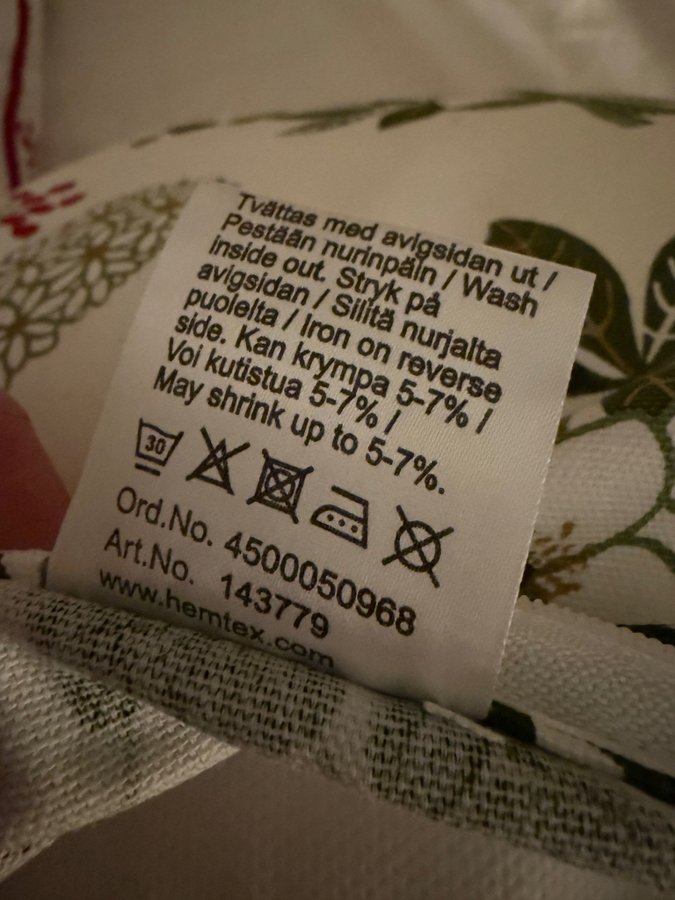 Tvättas med avigsidan ut /
Pestään nurinpäin / Wash
inside out. Stryk på
avigsidan / Silitä nurjalta
puolelta / Iron on reverse
side. Kan krympa 5-7% /
Voi kutistua 5-7% /
May shrink up to 5-7%.
30
Ord.No. 4500050968
Art.No. 143779
www.hemtex.com